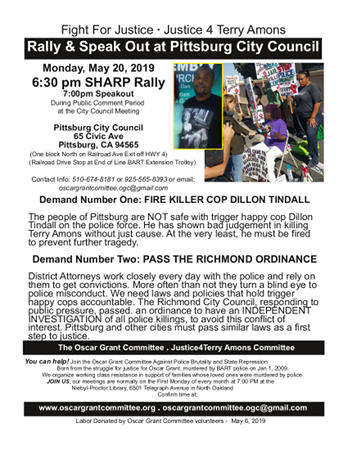 Fight For Justice · Justice 4 Terry Amons
Rally & Speak Out at Pittsburg City Council
Monday, May 20, 2019
6:30 pm SHARP Rally
7:00pm Speakout
During Public Comment Period
at the City Council Meeting
Pittsburg City Council
65 Civic Ave
Pittsburg, CA 94565
(One block North on Railroad Ave Exit off HWY 4)
(Railroad Drive Stop at End of Line BART Extension Trolley)
Contact Info: 510-674-8181 or 925-565-8393 or email:
oscargrantcommittee.ogc@gmail.com
Demand Number One: FIRE KILLER COP DILLON TINDALL
The people of Pittsburg are NOT safe with trigger happy cop Dillon
Tindall on the police force. He has shown bad judgement in killing
Terry Amons without just cause. At the very least, he must be fired
to prevent further tragedy.
Demand Number Two: PASS THE RICHMOND ORDINANCE
District Attorneys work closely every day with the police and rely on
them to get convictions. More often than not they turn a blind eye to
police misconduct. We need laws and policies that hold trigger
happy cops accountable. The Richmond City Council, responding to
public pressure, passed. an ordinance to have an INDEPENDENT
INVESTIGATION of all police killings, to avoid this conflict of
interest. Pittsburg and other cities must pass similar laws as a first
step to justice.
The Oscar Grant Committee . Justice4Terry Amons Committee
You can help! Join the Oscar Grant Committee Against Police Brutality and State Repression
Born from the struggle for justice for Oscar Grant, murdered by BART police on Jan 1, 2009.
We organize working class resistance in support of families whose loved ones were murdered by police.
JOIN US, our meetings are normally on the First Monday of every month at 7:00 PM at the
Niebyl-Proctor Library, 6501 Telegraph Avenue in North Oakland
Confirm time at:
www.oscargrantcommittee.org . oscargrantcommittee.ogc@gmail.com
Labor Donated by Oscar Grant Committee volunteers - May 6, 2019